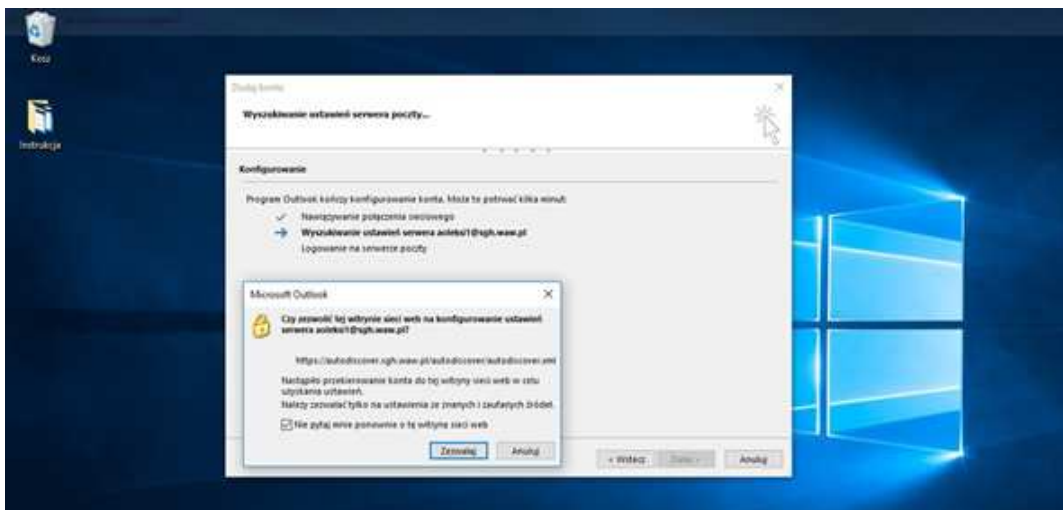 Kosz
Instrukcja
Dodaj konto
Wyszukiwanie ustawień serwera poczty...
Konfigurowanie
Program Outlook kończy konfigurowanie konta. Może to potrwać kilka minut:
Nawiązywanie połączenia sieciowego
Wyszukiwanie ustawień serwera aoleksi1@sgh.waw.pl
Logowanie na serwerze poczty
Microsoft Outlook
Czy zezwolić tej witrynie sieci web na konfigurowanie ustawień
serwera aoleksi1@sgh.waw.pl?
https://autodiscover.sgh.waw.pl/autodiscover/autodiscover.xml
Nastąpiło przekierowanie konta do tej witryny sieci web w celu
uzyskania ustawień.
Należy zezwalać tylko na ustawienia ze znanych i zaufanych źródeł.
Nie pytaj mnie ponownie o tę witrynę sieci web
Zezwalaj Anuluj
< Wstecz Dalej > Anuluj